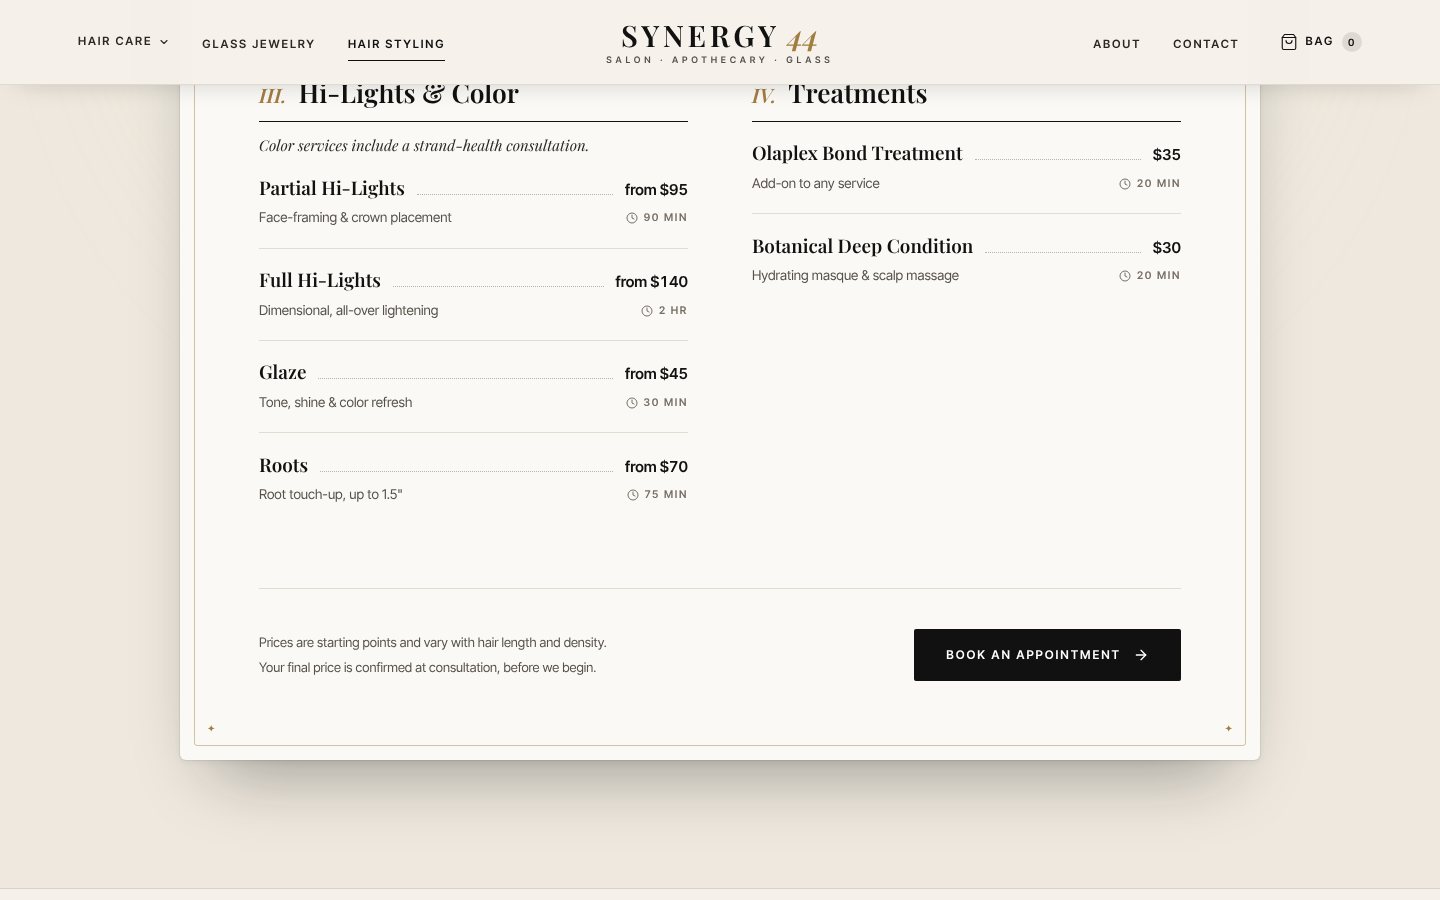 HAIR CARE
GLASS JEWELRY
HAIR STYLING
SYNERGY 44
SALON · APOTHECARY · GLASS
ABOUT
CONTACT
BAG 0
III. Hi-Lights & Color
Color services include a strand-health consultation.
Partial Hi-Lights from $95
Face-framing & crown placement 90 MIN
Full Hi-Lights from $140
Dimensional, all-over lightening 2 HR
Glaze from $45
Tone, shine & color refresh 30 MIN
Roots from $70
Root touch-up, up to 1.5" 75 MIN
IV. Treatments
Olaplex Bond Treatment $35
Add-on to any service 20 MIN
Botanical Deep Condition $30
Hydrating masque & scalp massage 20 MIN
Prices are starting points and vary with hair length and density.
Your final price is confirmed at consultation, before we begin.
BOOK AN APPOINTMENT